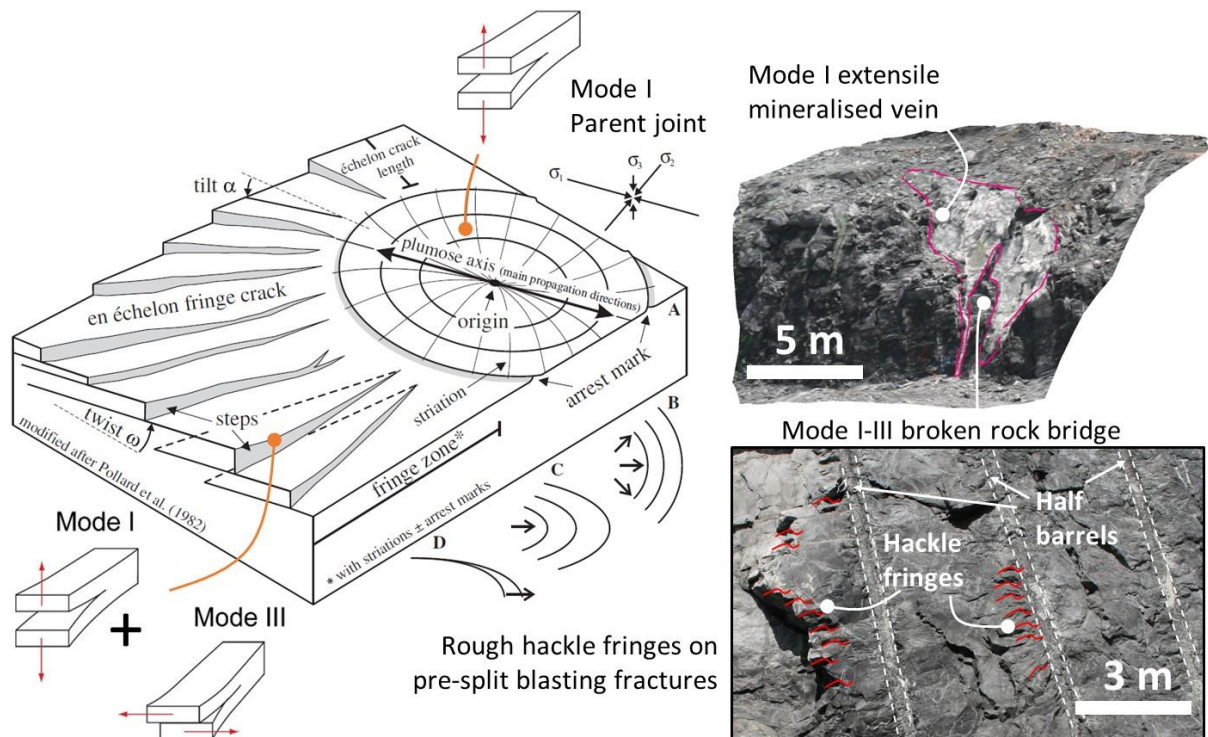 Mode I
Parent joint
échelon crack
length
tilt α
σ1
σ3
σ2
plumose axis (main propagation directions)
origin
en échelon fringe crack
A
arrest mark
striation
steps
twist ω
modified after Pollard et al. (1982)
fringe zone*
* with striations ± arrest marks
B
C
D
Mode I
+
Mode III
Rough hackle fringes on
pre-split blasting fractures
Mode I extensile
mineralised vein
5 m
Mode I-III broken rock bridge
Half
barrels
Hackle
fringes
3 m